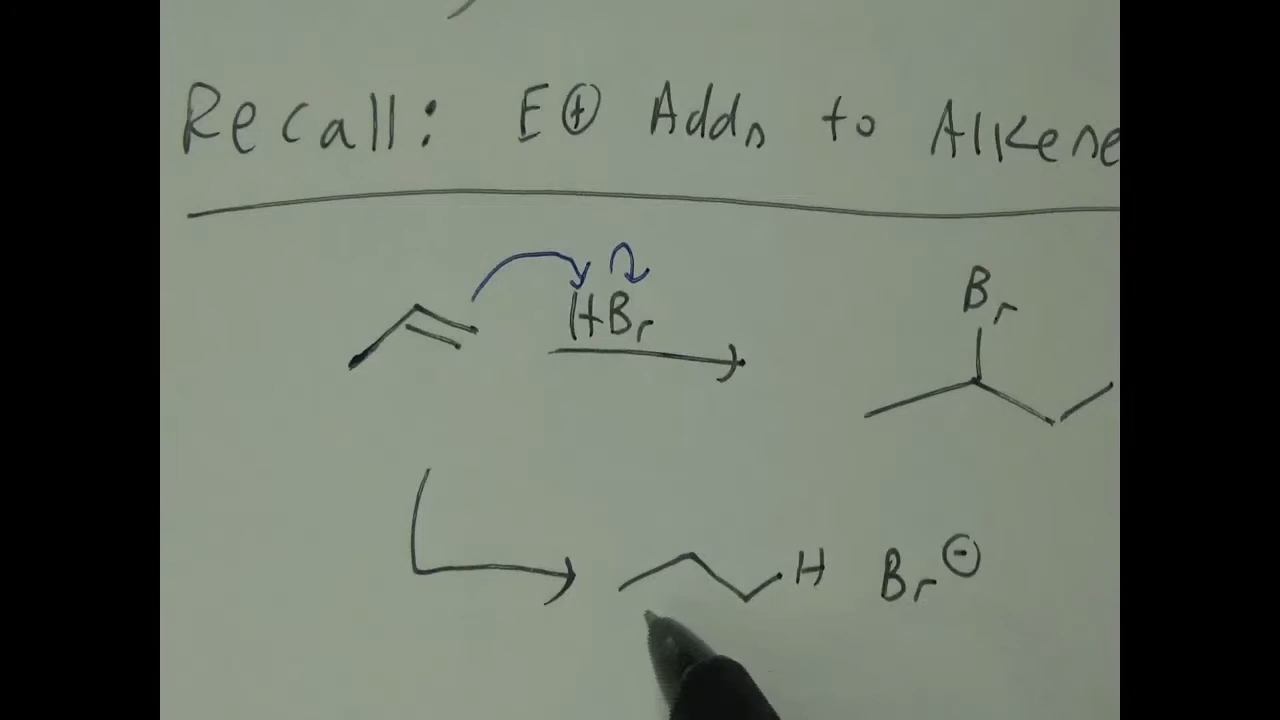 Recall: E⊕ Addn to Alkene
HBr
Br
H Br⊖